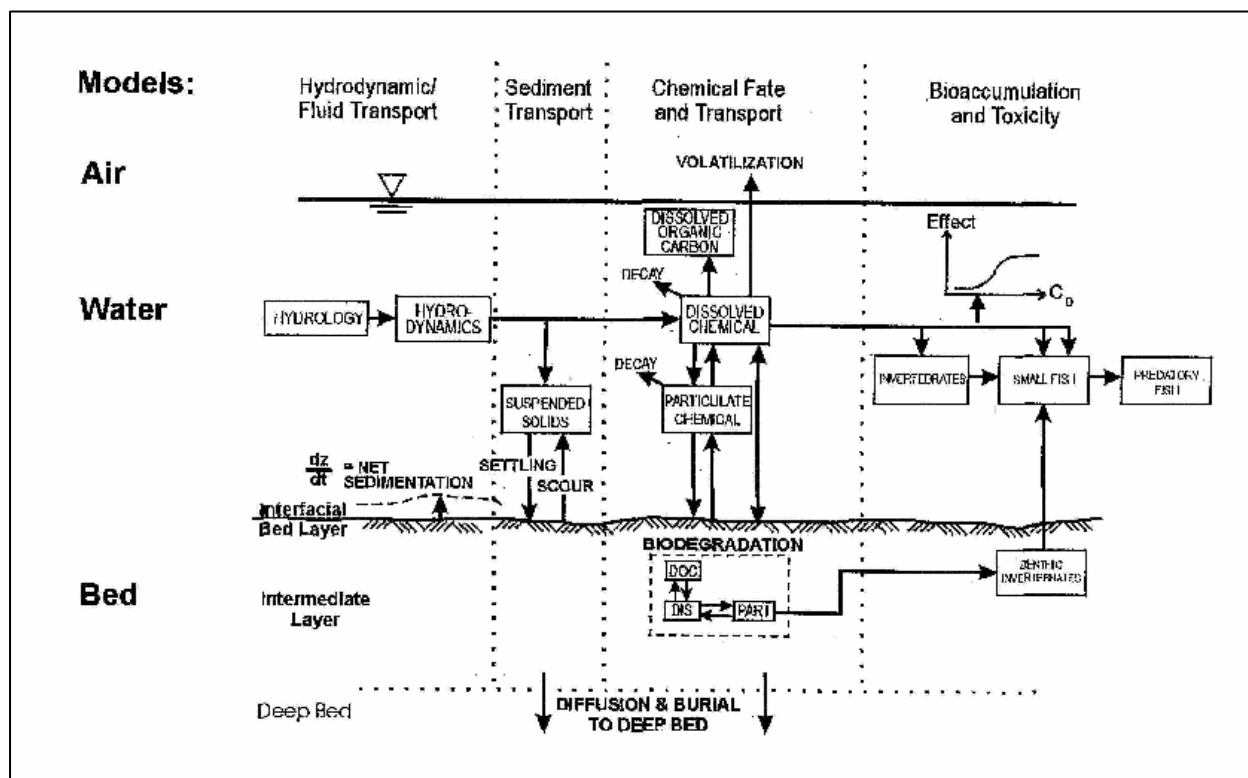 Models:
Hydrodynamic/
Fluid Transport
Sediment
Transport
Chemical Fate
and Transport
Bioaccumulation
and Toxicity
Air
VOLATILIZATION
DISSOLVED
ORGANIC
CARBON
Effect
C
DECAY
Water
HYDROLOGY
HYDRO-
DYNAMICS
DISSOLVED
CHEMICAL
DECAY
INVERTEBRATES
SMALL FISH
PREDATORY
FISH
SUSPENDED
SOLIDS
PARTICULATE
CHEMICAL
dz
dt
= NET
SEDIMENTATION
SETTLING
SCOUR
Interfacial
Bed Layer
BIODEGRADATION
DOC
DIS
PART
BENTHIC
INVERTEBRATES
Bed
Intermediate
Layer
Deep Bed
DIFFUSION & BURIAL
TO DEEP BED